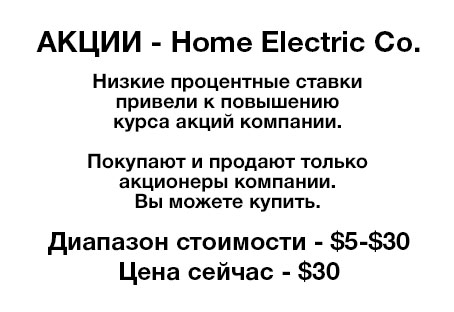 АКЦИИ - Home Electric Co.
Низкие процентные ставки
привели к повышению
курса акций компании.
Покупают и продают только
акционеры компании.
Вы можете купить.
Диапазон стоимости - $5-$30
Цена сейчас - $30